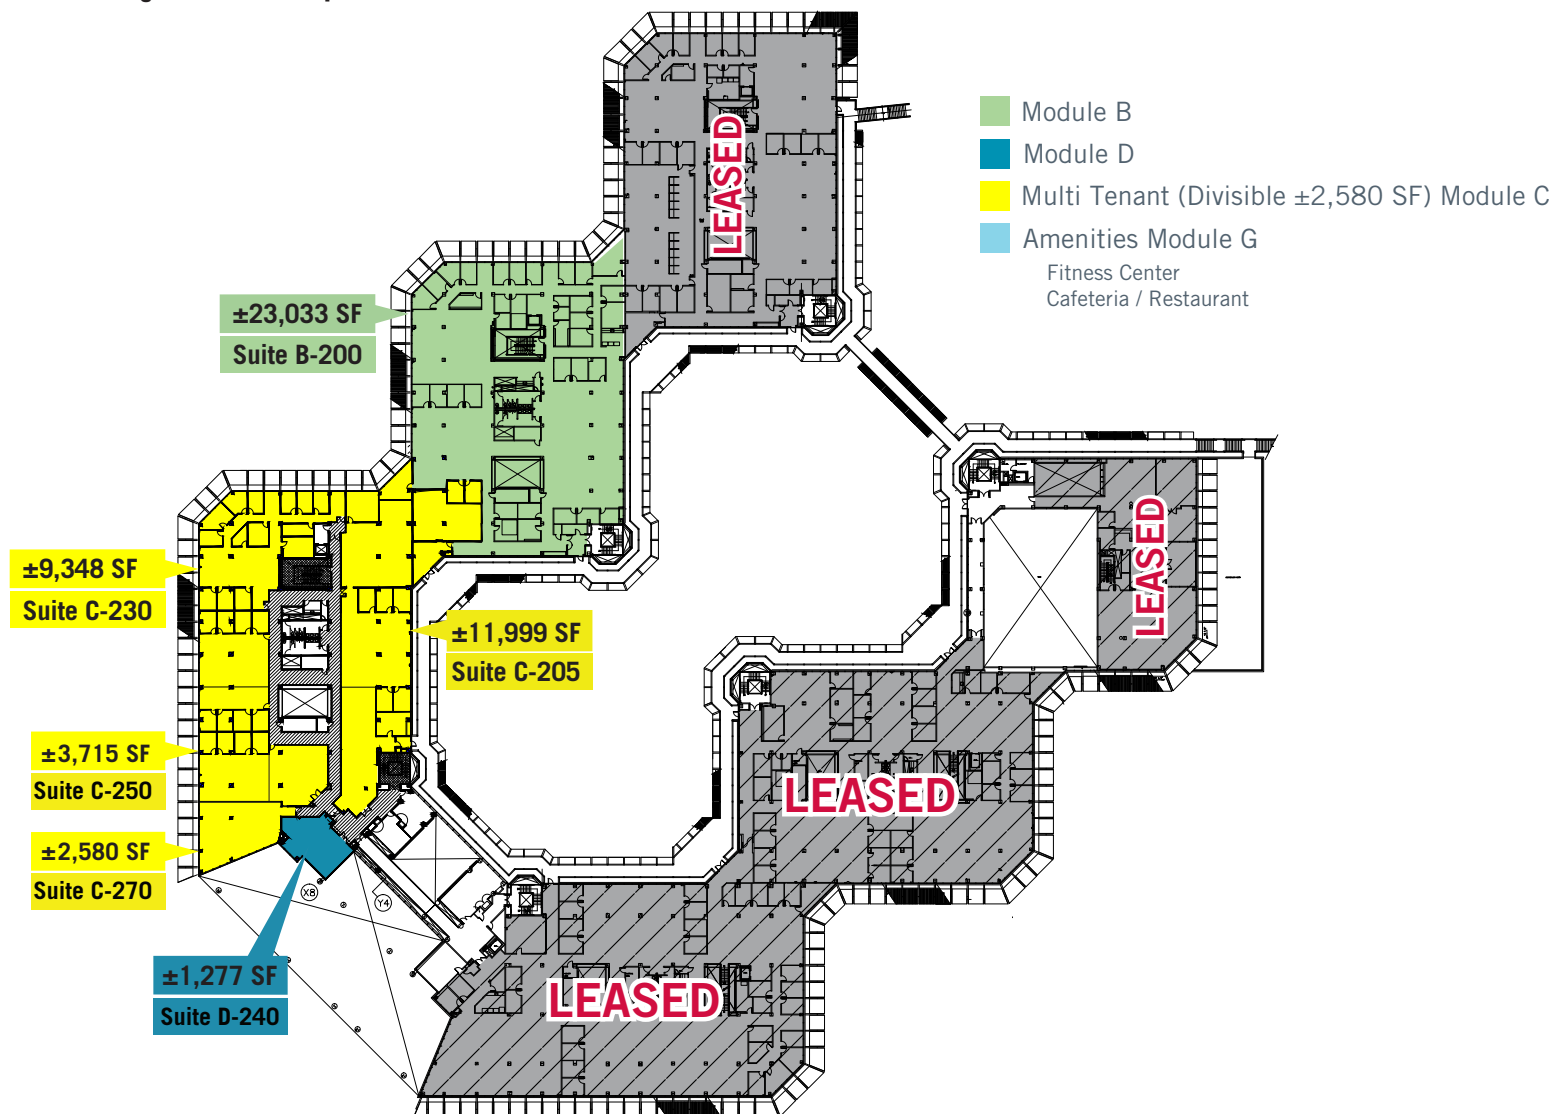 LEASED
Module B
Module D
Multi Tenant (Divisible ±2,580 SF) Module C
Amenities Module G
Fitness Center
Cafeteria / Restaurant
±23,033 SF
Suite B-200
LEASED
±9,348 SF
Suite C-230
±11,999 SF
Suite C-205
±3,715 SF
Suite C-250
LEASED
±2,580 SF
Suite C-270
X8
Y4
±1,277 SF
Suite D-240
LEASED